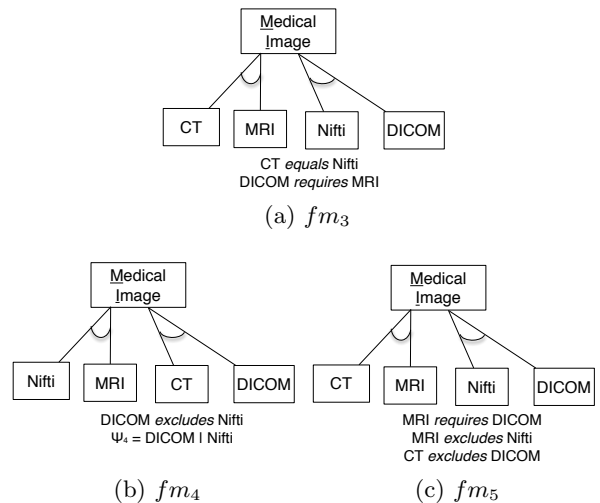 Medical
Image
CT
MRI
Nifti
DICOM
CT equals Nifti
DICOM requires MRI
(a) fm₃
Medical
Image
Nifti
MRI
CT
DICOM
DICOM excludes Nifti
Ψ₄ = DICOM | Nifti
(b) fm₄
Medical
Image
CT
MRI
Nifti
DICOM
MRI requires DICOM
MRI excludes Nifti
CT excludes DICOM
(c) fm₅